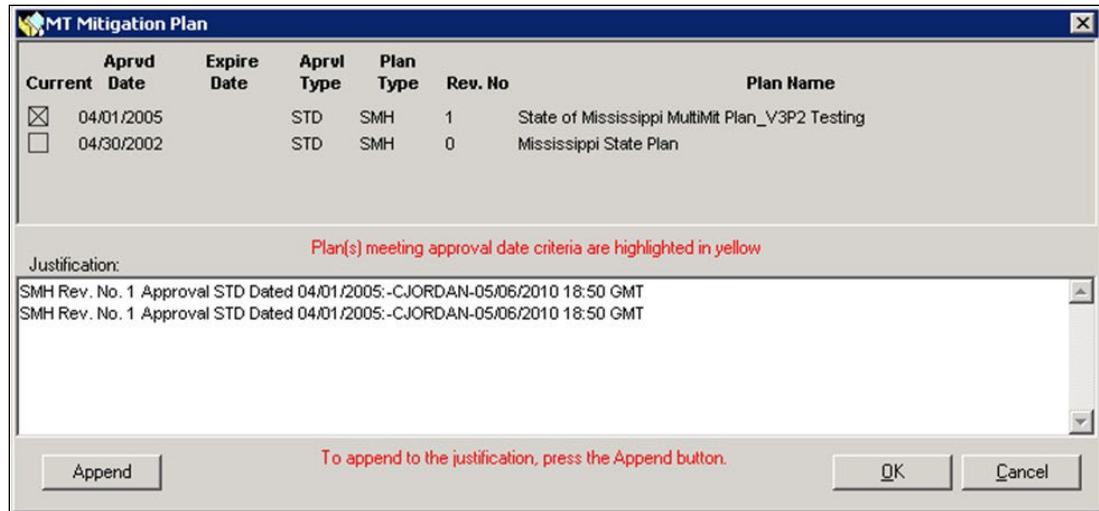 MT Mitigation Plan
Aprvd Expire Aprvl Plan
Current Date Date Type Type Rev. No Plan Name
04/01/2005 STD SMH 1 State of Mississippi MultiMit Plan_V3P2 Testing
04/30/2002 STD SMH 0 Mississippi State Plan
Plan(s) meeting approval date criteria are highlighted in yellow
Justification:
SMH Rev. No. 1 Approval STD Dated 04/01/2005:-CJORDAN-05/06/2010 18:50 GMT
SMH Rev. No. 1 Approval STD Dated 04/01/2005:-CJORDAN-05/06/2010 18:50 GMT
To append to the justification, press the Append button.
Append OK Cancel